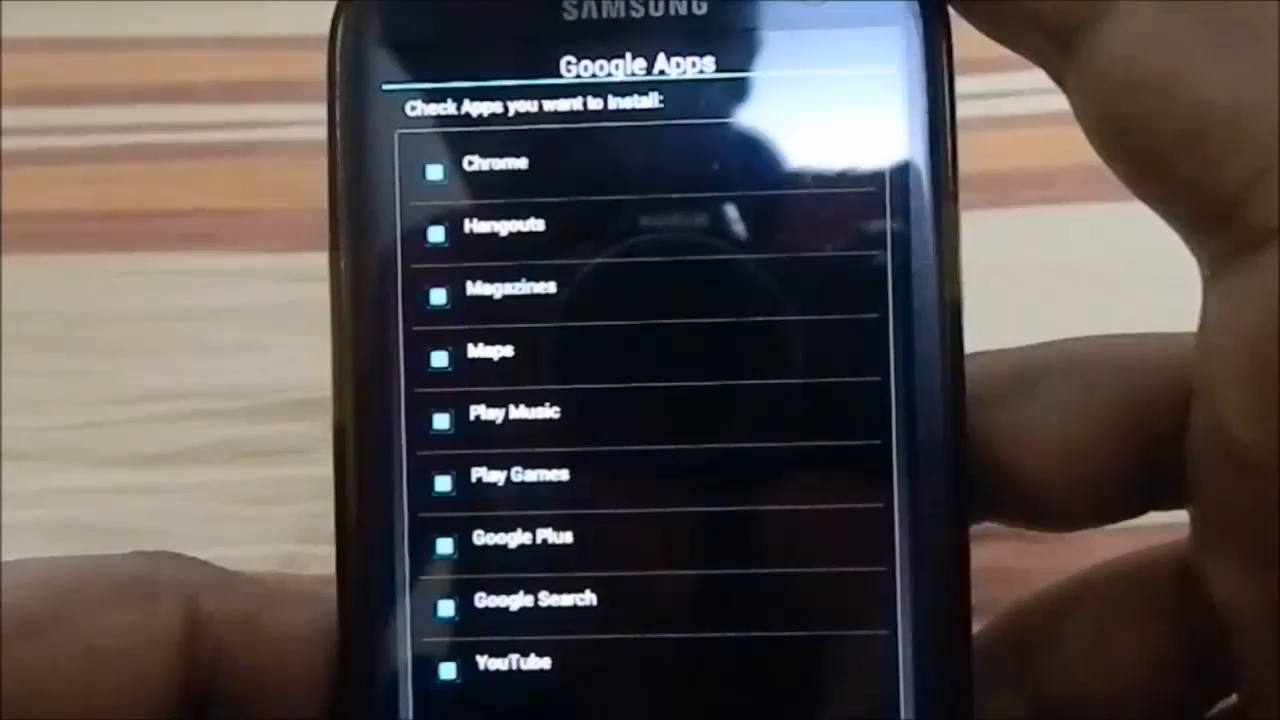 SAMSUNG
Google Apps
Check Apps you want to install:
Chrome
Hangouts
Magazines
Maps
Play Music
Play Games
Google Plus
Google Search
YouTube